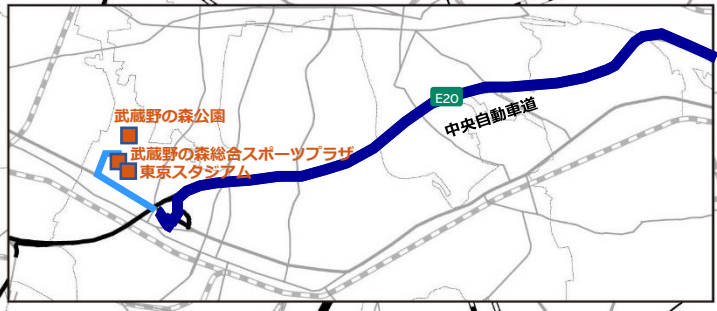 E20
中央自動車道
武蔵野の森公園
武蔵野の森総合スポーツプラザ
東京スタジアム